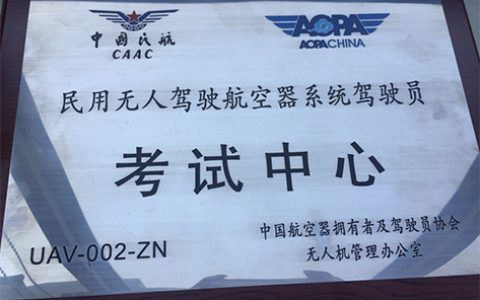 中国民航
CAAC
AOPA
AOPACHINA
民用无人驾驶航空器系统驾驶员
考试中心
中国航空器拥有者及驾驶员协会
UAV-002-ZN
无人机管理办公室